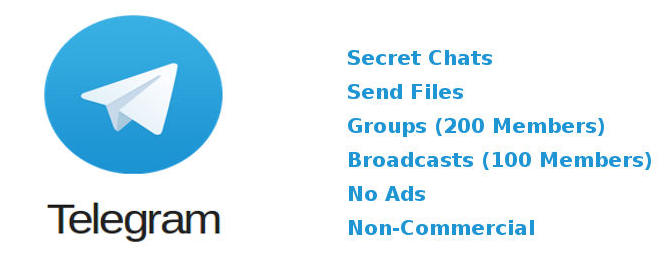 Telegram
Secret Chats
Send Files
Groups (200 Members)
Broadcasts (100 Members)
No Ads
Non-Commercial